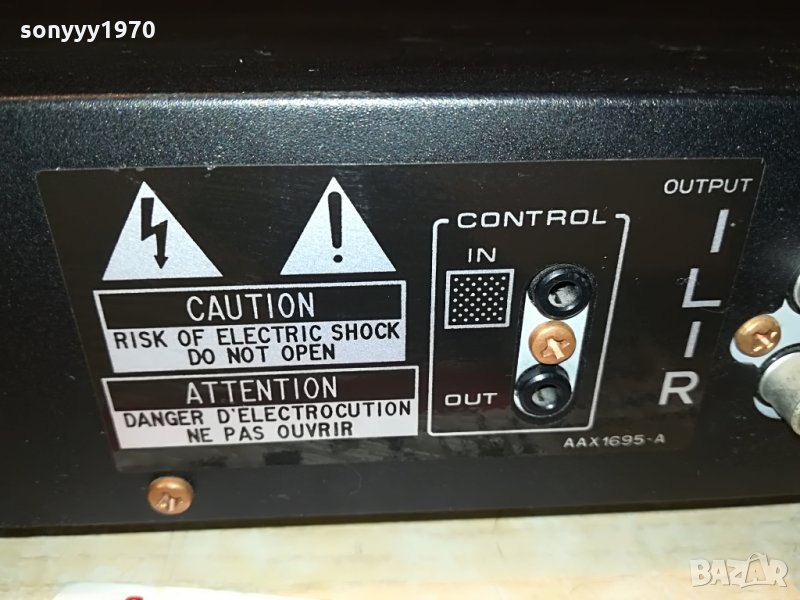 sonyyy1970
CAUTION
RISK OF ELECTRIC SHOCK
DO NOT OPEN
ATTENTION
DANGER D'ELECTROCUTION
NE PAS OUVRIR
CONTROL
IN
OUT
AAX1695-A
OUTPUT
L
R
BAZAR